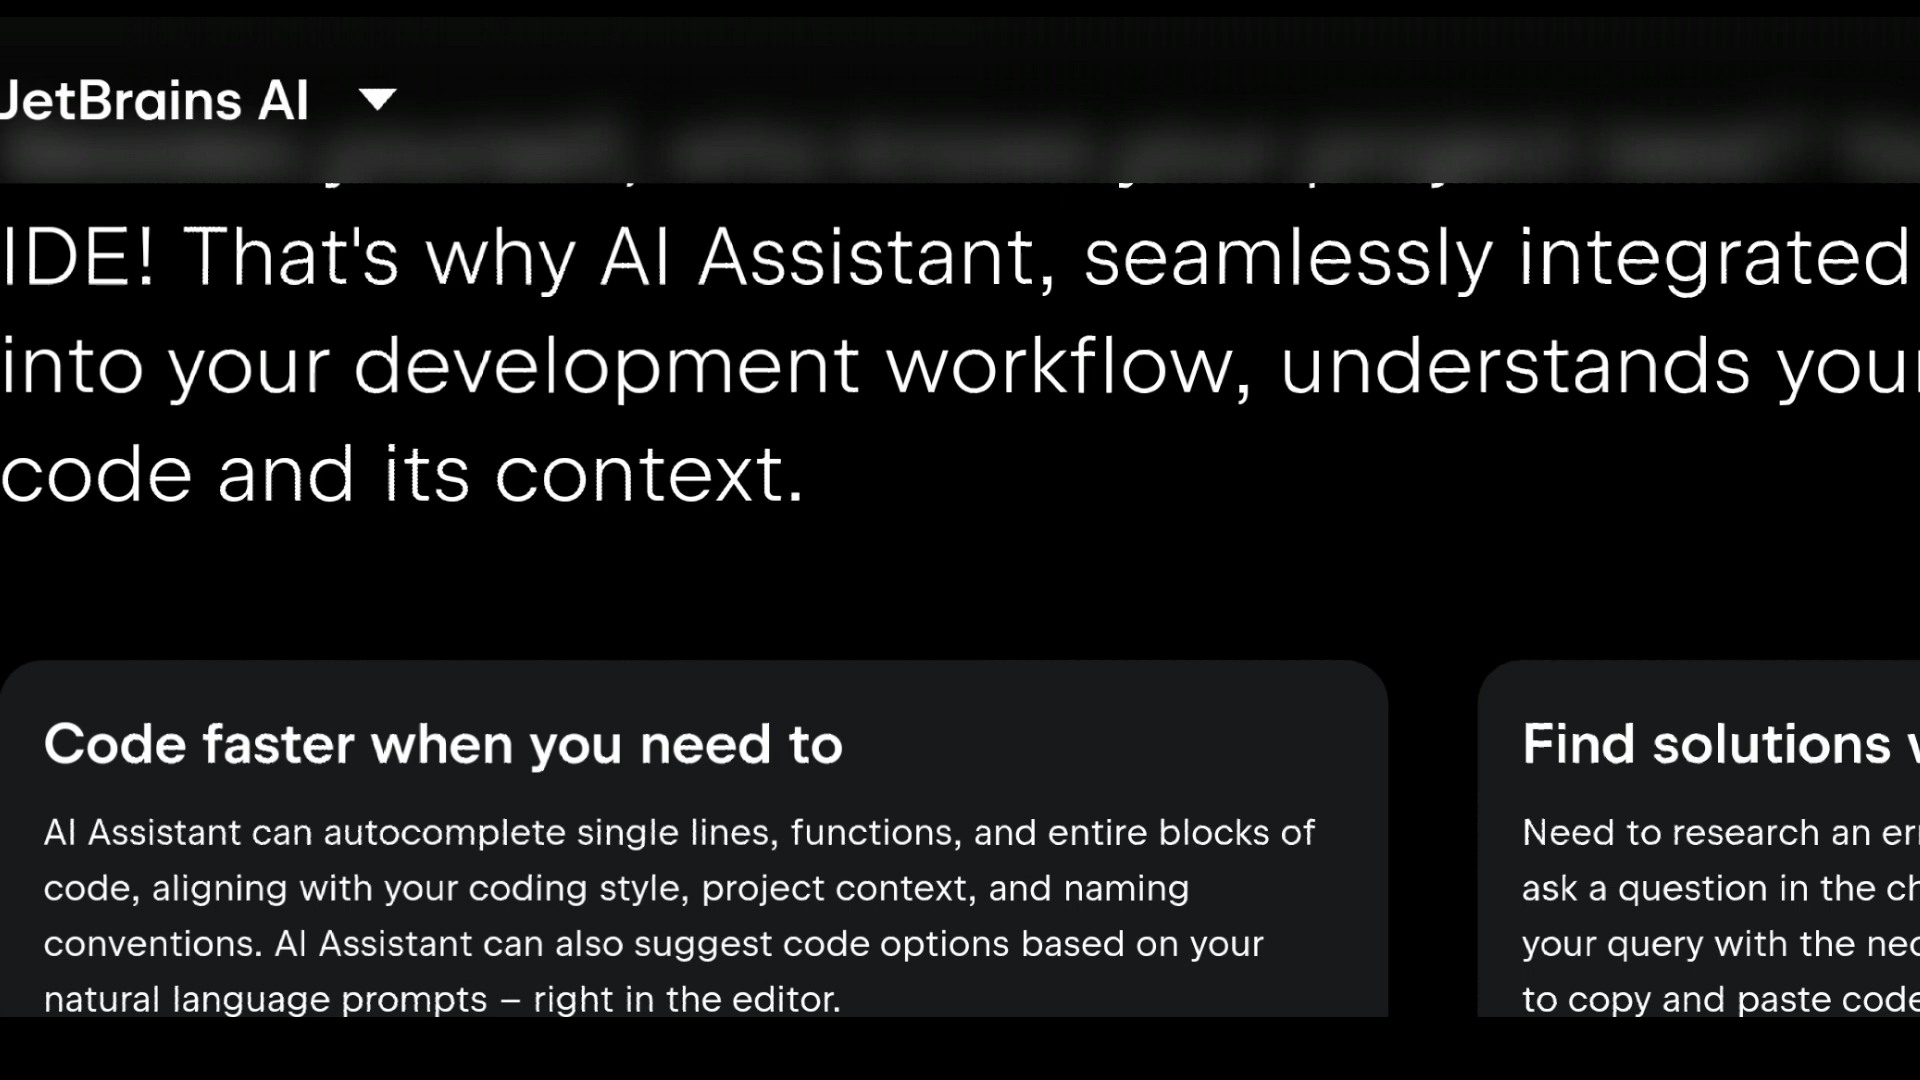 JetBrains AI
IDE! That's why AI Assistant, seamlessly integrated
into your development workflow, understands your
code and its context.
Code faster when you need to
AI Assistant can autocomplete single lines, functions, and entire blocks of
code, aligning with your coding style, project context, and naming
conventions. AI Assistant can also suggest code options based on your
natural language prompts – right in the editor.
Find solutions
Need to research an
ask a question in the
your query with the
to copy and paste code